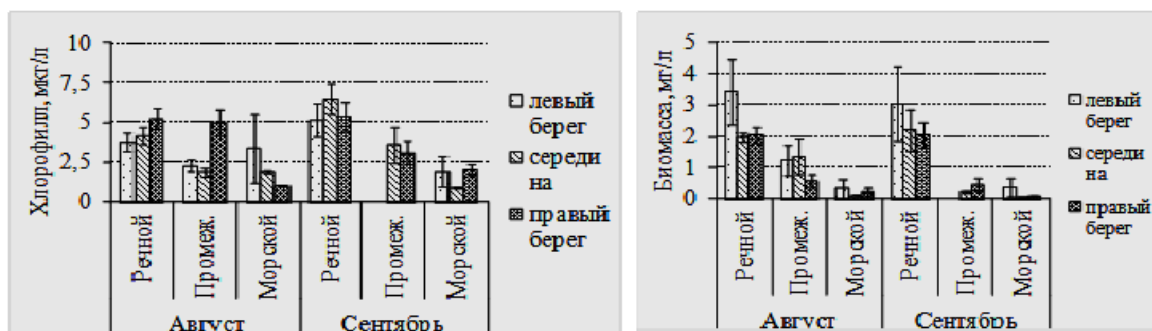 Хлорофилл, мкг/л
10
7,5
5
2,5
0
Речной
Промеж.
Морской
Речной
Промеж.
Морской
Август
Сентябрь
левый
берег
середи
на
правый
берег
Биомасса, мг/л
5
4
3
2
1
0
Речной
Промеж.
Морской
Речной
Промеж.
Морской
Август
Сентябрь
левый
берег
середи
на
правый
берег